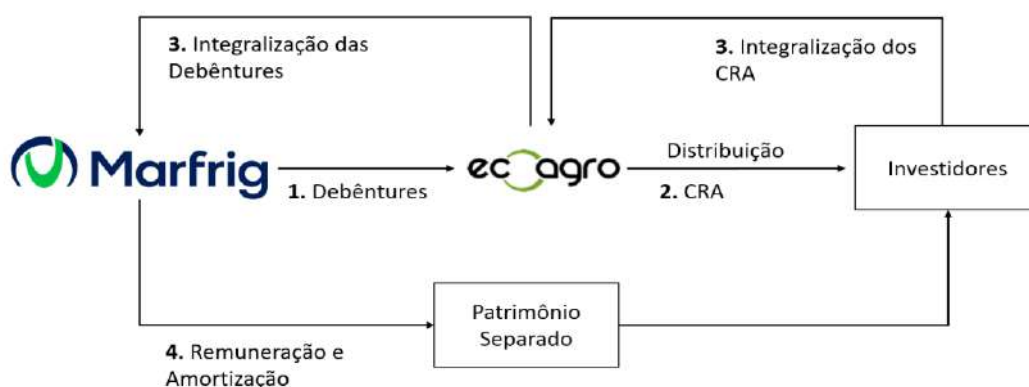 3. Integralização das
Debêntures
3. Integralização dos
CRA
Marfrig
1. Debêntures
ecoagro
Distribuição
2. CRA
Investidores
Patrimônio
Separado
4. Remuneração e
Amortização